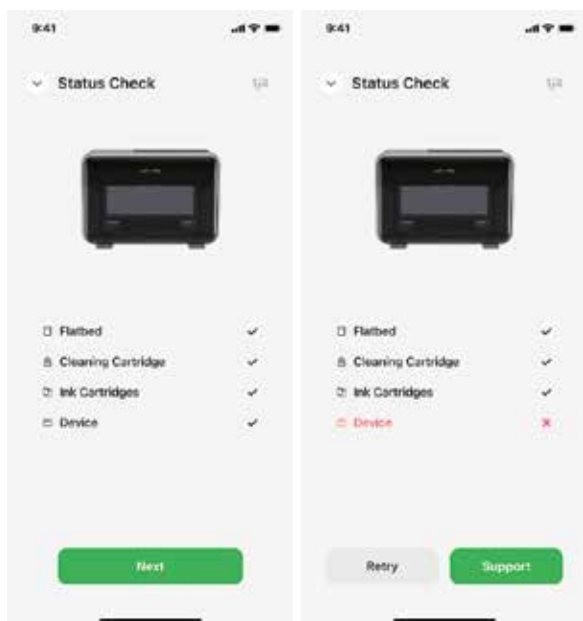 9:41
Status Check
Flatbed
Cleaning Cartridge
Ink Cartridges
Device
Next
9:41
Status Check
Flatbed
Cleaning Cartridge
Ink Cartridges
Device
Retry
Support